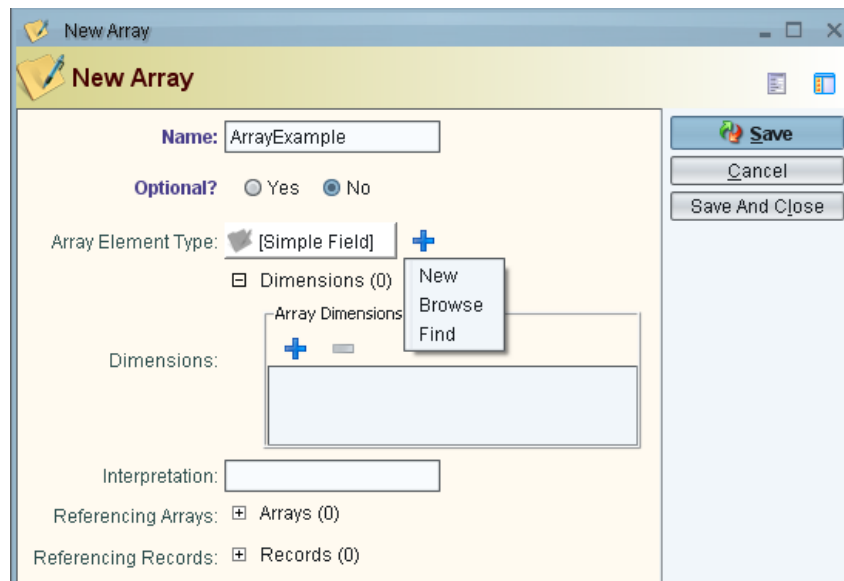 New Array
New Array
Name: ArrayExample
Save
Cancel
Save And Close
Optional? Yes No
Array Element Type: [Simple Field]
New
Browse
Find
Dimensions (0)
Array Dimensions
Dimensions:
Interpretation:
Referencing Arrays: Arrays (0)
Referencing Records: Records (0)